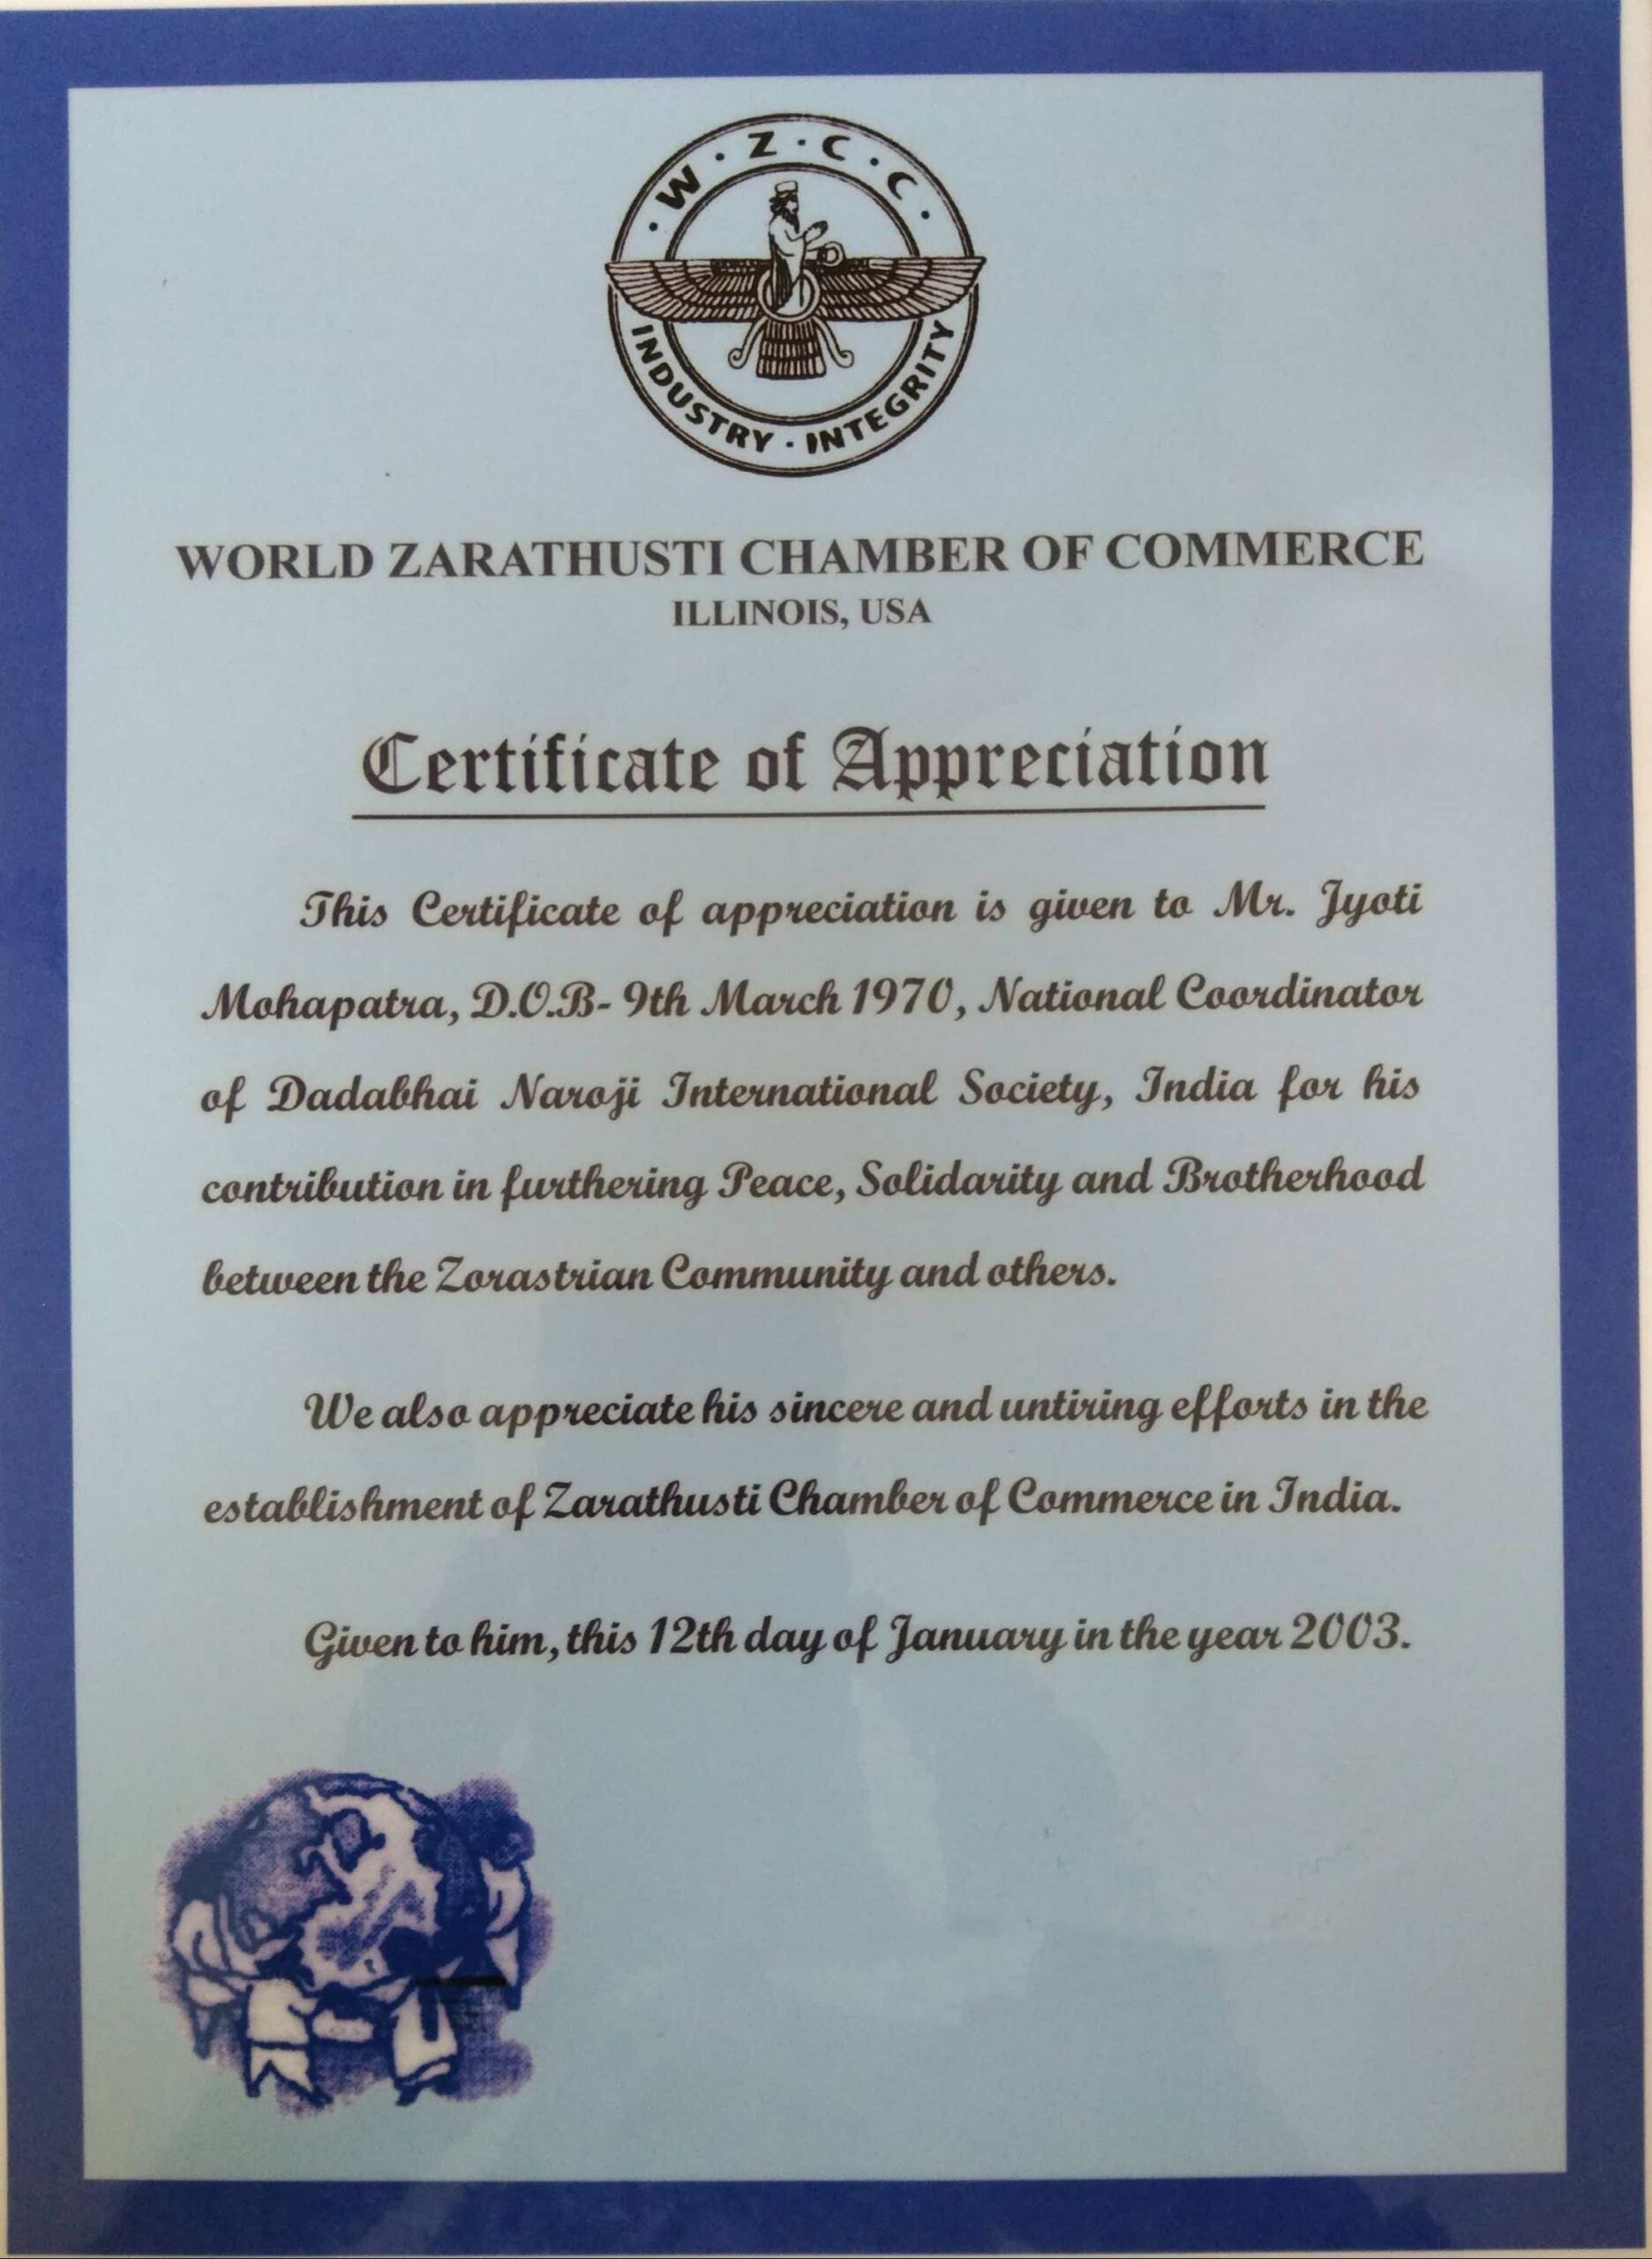 · W · Z · C · C ·
INDUSTRY · INTEGRITY
WORLD ZARATHUSTI CHAMBER OF COMMERCE
ILLINOIS, USA
Certificate of Appreciation
This Certificate of appreciation is given to Mr. Jyoti
Mohapatra, D.O.B- 9th March 1970, National Coordinator
of Dadabhai Naroji International Society, India for his
contribution in furthering Peace, Solidarity and Brotherhood
between the Zorastrian Community and others.
We also appreciate his sincere and untiring efforts in the
establishment of Zarathusti Chamber of Commerce in India.
Given to him, this 12th day of January in the year 2003.